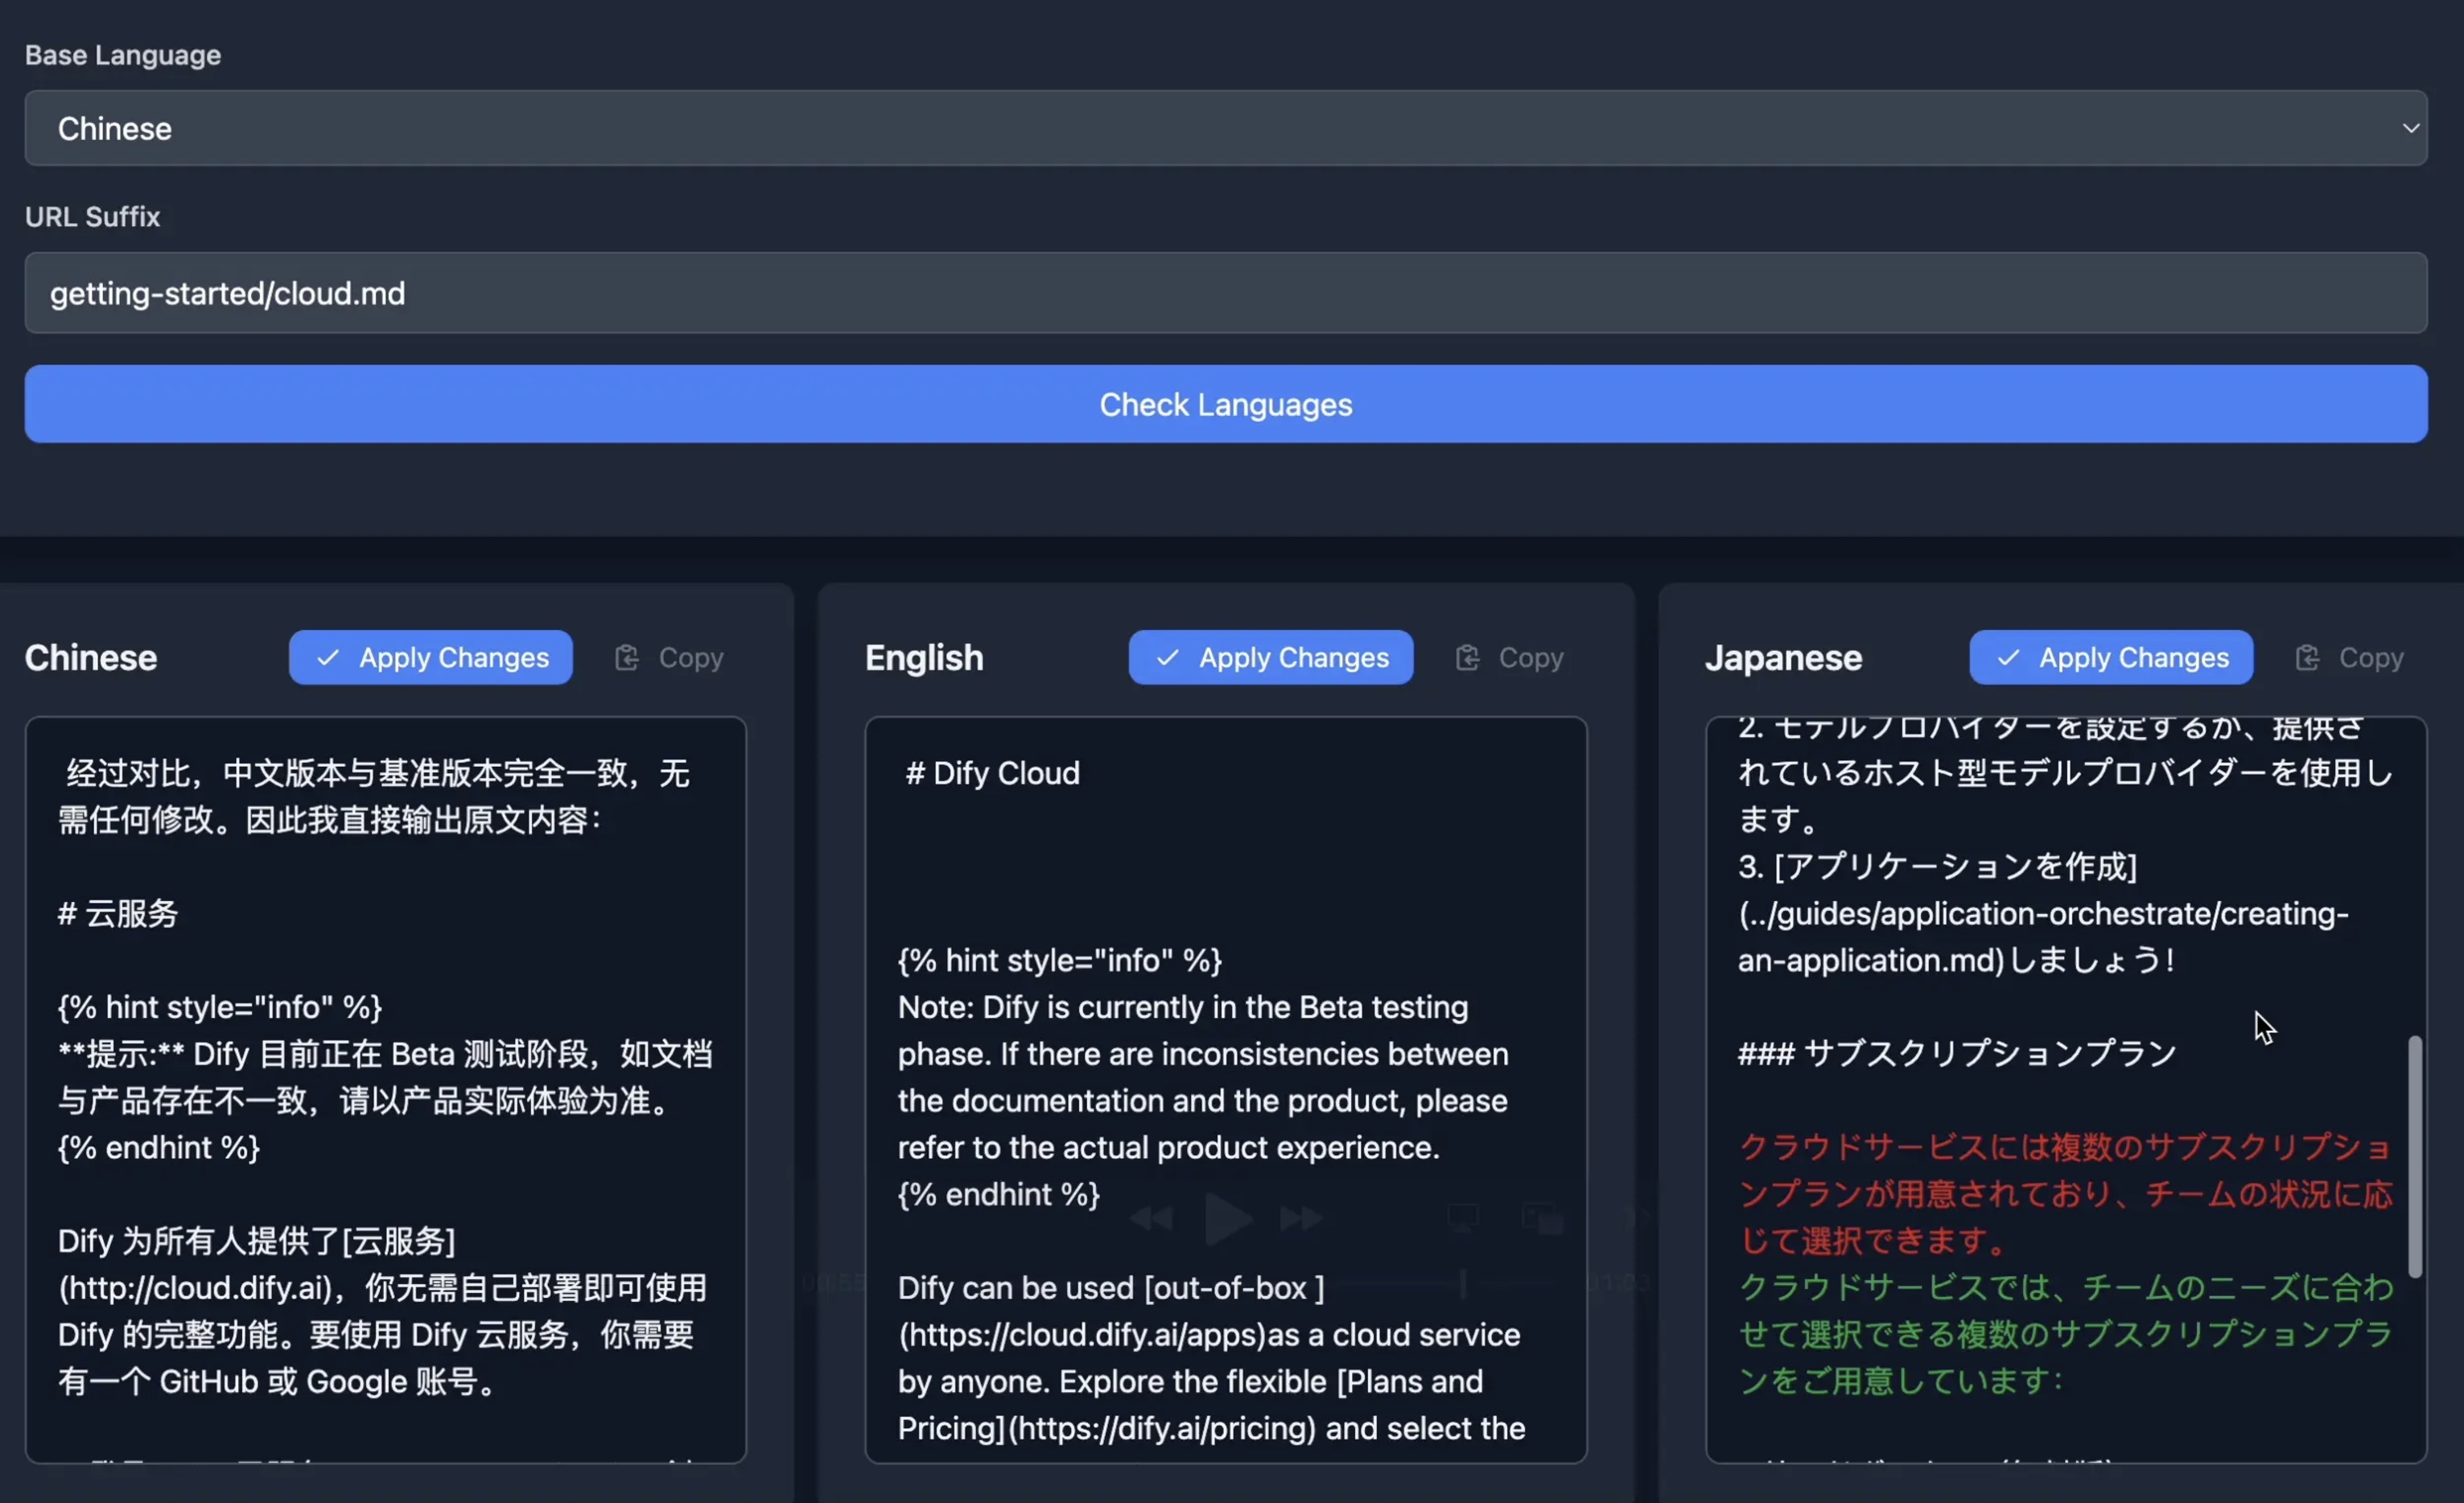 Base Language
Chinese
URL Suffix
getting-started/cloud.md
Check Languages
Chinese
Apply Changes
Copy
经过对比，中文版本与基准版本完全一致，无
需任何修改。因此我直接输出原文内容：
# 云服务
{% hint style="info" %}
**提示:** Dify 目前正在 Beta 测试阶段，如文档
与产品存在不一致，请以产品实际体验为准。
{% endhint %}
Dify 为所有人提供了[云服务]
(http://cloud.dify.ai)，你无需自己部署即可使用
Dify 的完整功能。要使用 Dify 云服务，你需要
有一个 GitHub 或 Google 账号。
English
Apply Changes
Copy
# Dify Cloud
{% hint style="info" %}
Note: Dify is currently in the Beta testing
phase. If there are inconsistencies between
the documentation and the product, please
refer to the actual product experience.
{% endhint %}
Dify can be used [out-of-box ]
(https://cloud.dify.ai/apps)as a cloud service
by anyone. Explore the flexible [Plans and
Pricing](https://dify.ai/pricing) and select the
Japanese
Apply Changes
Copy
2. モデルプロバイダーを設定するか、提供さ
れているホスト型モデルプロバイダーを使用し
ます。
3. [アプリケーションを作成]
(../guides/application-orchestrate/creating-
an-application.md)しましょう！
### サブスクリプションプラン
クラウドサービスには複数のサブスクリプショ
ンプランが用意されており、チームの状況に応
じて選択できます。
クラウドサービスでは、チームのニーズに合わ
せて選択できる複数のサブスクリプションプラ
ンをご用意しています：